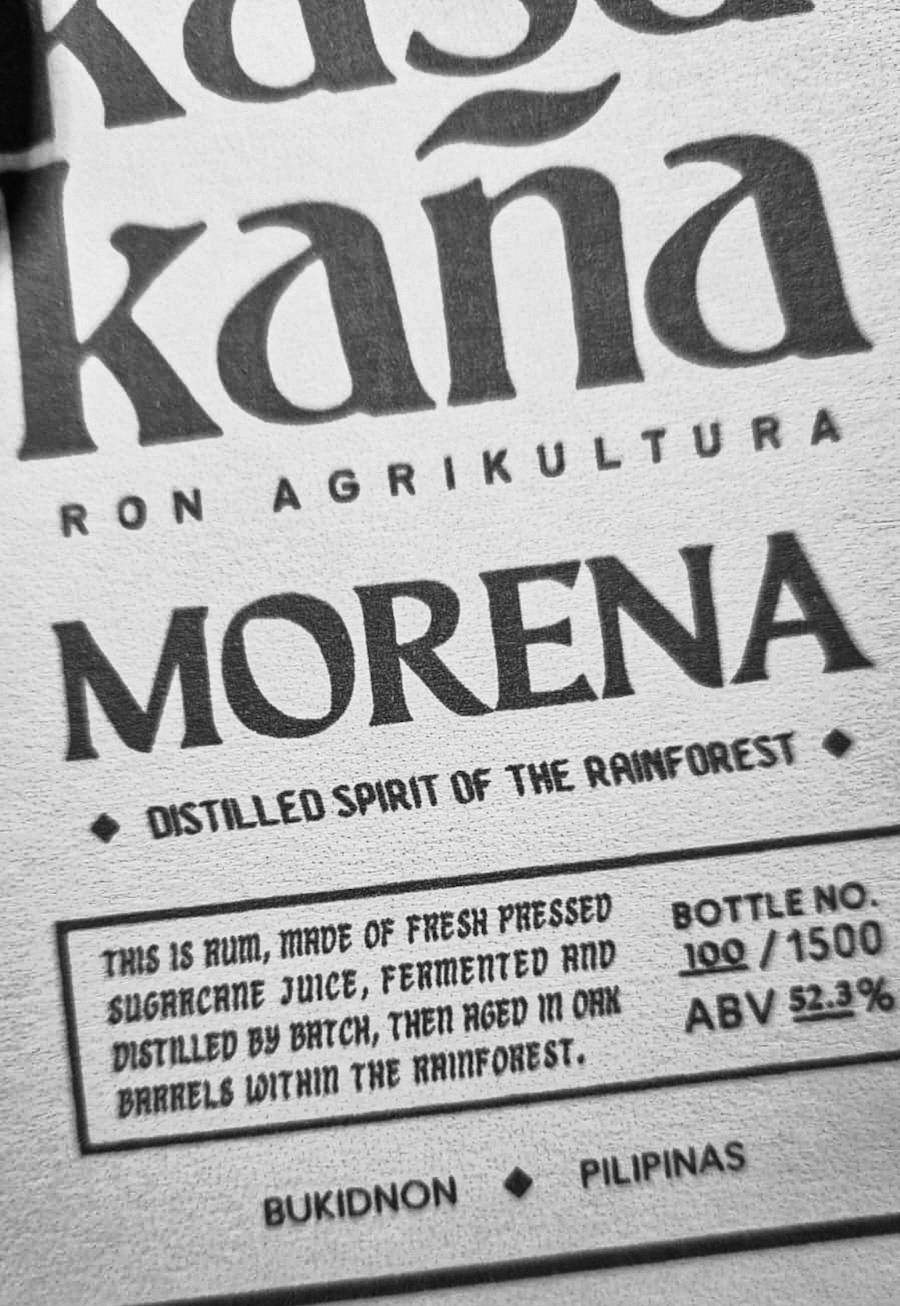 kasa
kaña
RON AGRIKULTURA
MORENA
DISTILLED SPIRIT OF THE RAINFOREST
THIS IS RUM, MADE OF FRESH PRESSED
SUGARCANE JUICE, FERMENTED AND
DISTILLED BY BATCH, THEN AGED IN OAK
BARRELS WITHIN THE RAINFOREST.
BOTTLE NO.
100 / 1500
ABV 52.3%
BUKIDNON ◆ PILIPINAS